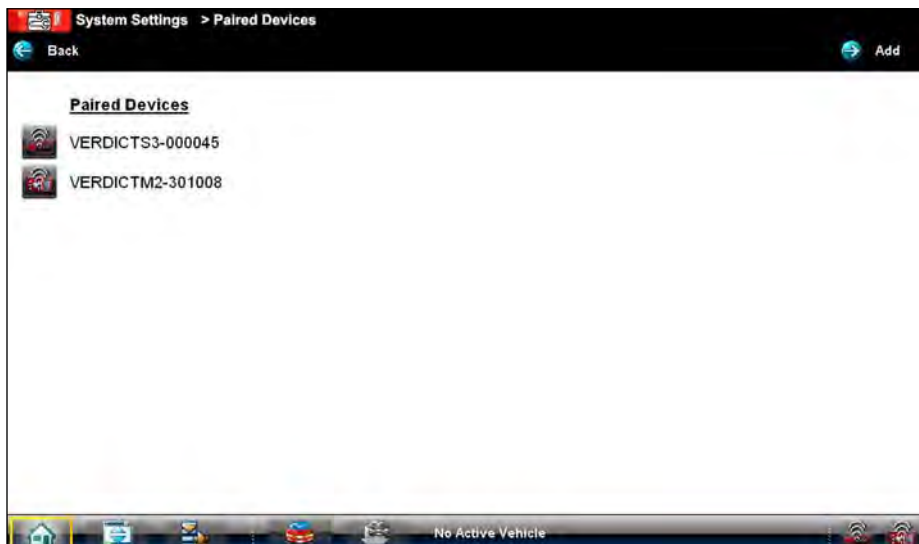 System Settings > Paired Devices
Back
Add
Paired Devices
VERDICTS3-000045
VERDICTM2-301008
No Active Vehicle